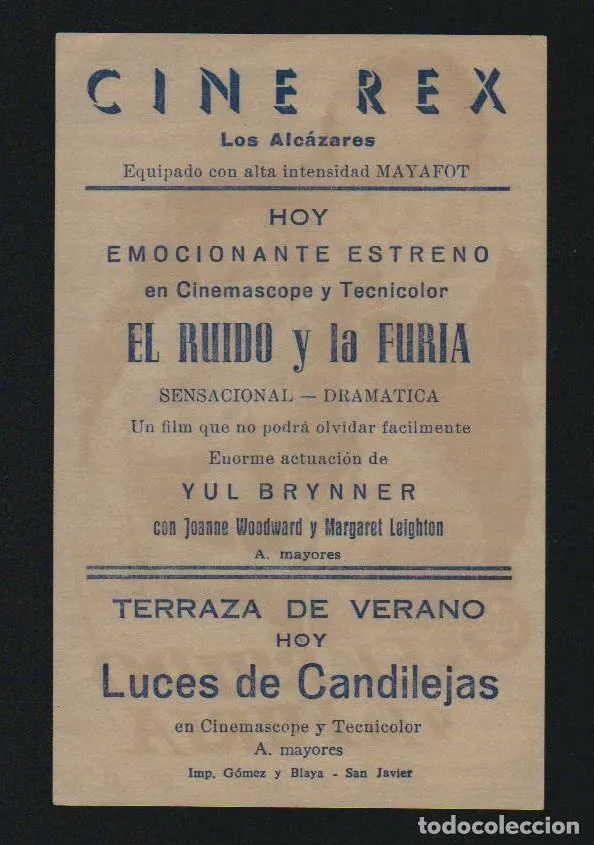 CINE REX
Los Alcázares
Equipado con alta intensidad MAYAFOT
HOY
EMOCIONANTE ESTRENO
en Cinemascope y Tecnicolor
EL RUIDO y la FURIA
SENSACIONAL — DRAMATICA
Un film que no podrá olvidar facilmente
Enorme actuación de
YUL BRYNNER
con Joanne Woodward y Margaret Leighton
A. mayores
TERRAZA DE VERANO
HOY
Luces de Candilejas
en Cinemascope y Tecnicolor
A. mayores
Imp. Gómez y Blaya - San Javier
todocoleccion